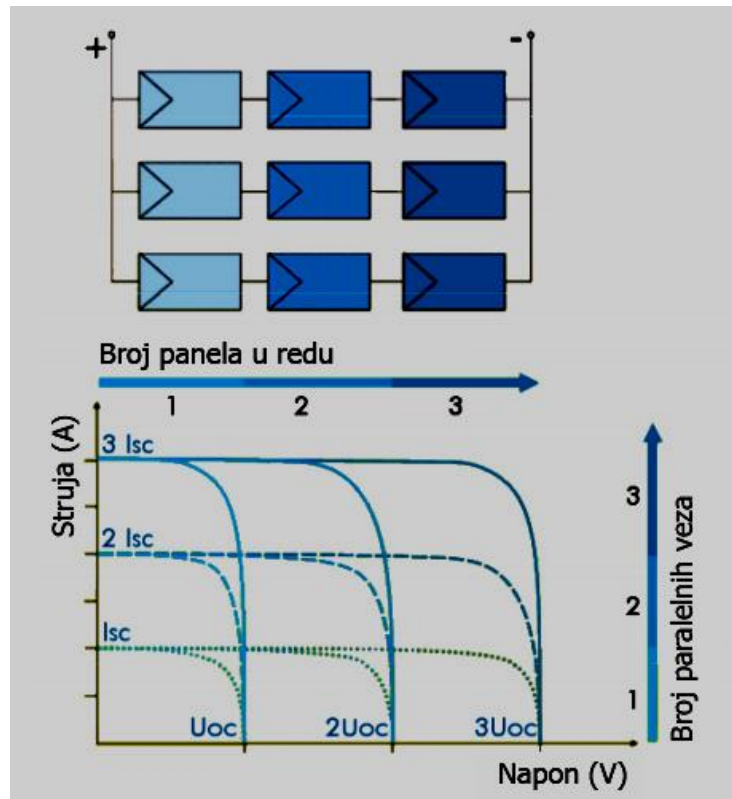 +
-
Broj panela u redu
1 2 3
Struja (A)
3 Isc
2 Isc
Isc
Uoc 2Uoc 3Uoc
Napon (V)
3
2
1
Broj paralelnih veza